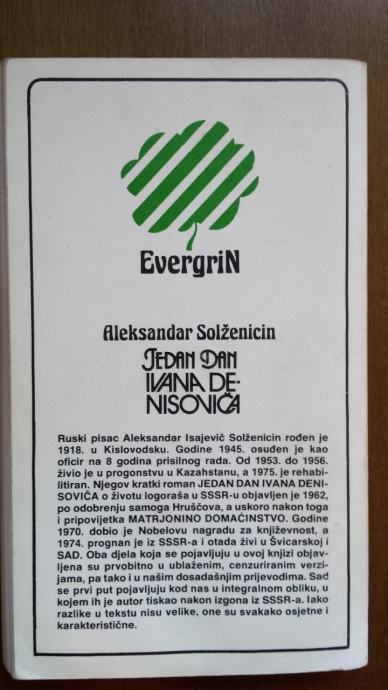 EvergriN
Aleksandar Solženicin
JEDAN DAN
IVANA DE-
NISOVIČA
Ruski pisac Aleksandar Isajevič Solženicin rođen je
1918. u Kislovodsku. Godine 1945. osuđen je kao
oficir na 8 godina prisilnog rada. Od 1953. do 1956.
živio je u progonstvu u Kazahstanu, a 1975. je rehabi-
litiran. Njegov kratki roman JEDAN DAN IVANA DENI-
SOVIČA o životu logoraša u SSSR-u objavljen je 1962,
po odobrenju samoga Hruščova, a uskoro nakon toga
i pripovijetka MATRJONINO DOMAĆINSTVO. Godine
1970. dobio je Nobelovu nagradu za književnost, a
1974. prognan je iz SSSR-a i otada živi u Švicarskoj i
SAD. Oba djela koja se pojavljuju u ovoj knjizi objav-
ljena su prvobitno u ublaženim, cenzuriranim verzi-
jama, pa tako i u našim dosadašnjim prijevodima. Sad
se prvi put pojavljuju kod nas u integralnom obliku, u
kojem ih je autor tiskao nakon izgona iz SSSR-a. Iako
razlike u tekstu nisu velike, one su svakako osjetne i
karakteristične.